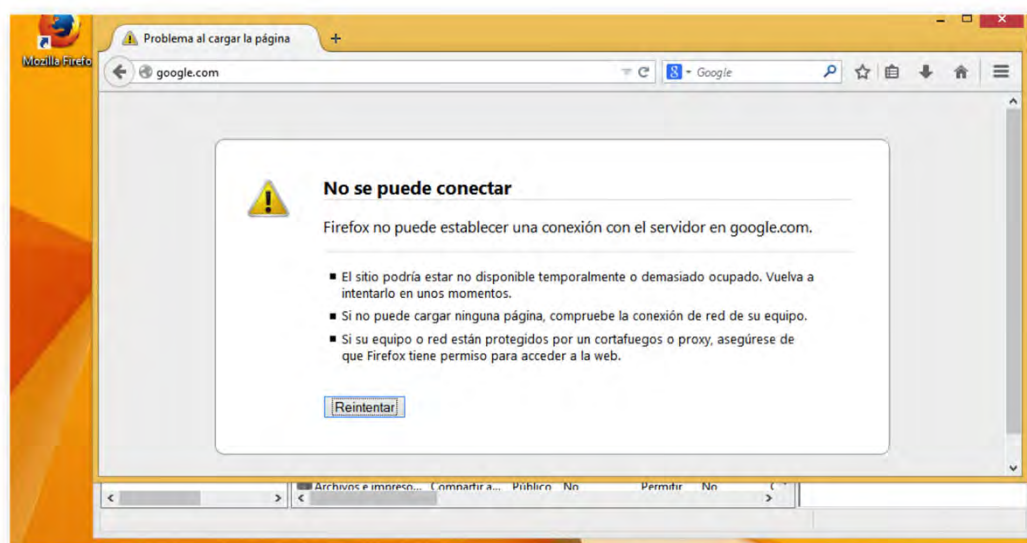 Problema al cargar la página
Mozilla Firefo
google.com
Google
No se puede conectar
Firefox no puede establecer una conexión con el servidor en google.com.
El sitio podría estar no disponible temporalmente o demasiado ocupado. Vuelva a
intentarlo en unos momentos.
Si no puede cargar ninguna página, compruebe la conexión de red de su equipo.
Si su equipo o red están protegidos por un cortafuegos o proxy, asegúrese de
que Firefox tiene permiso para acceder a la web.
Reintentar
Archivos e impreso... Compartir a... Público No Permitir No